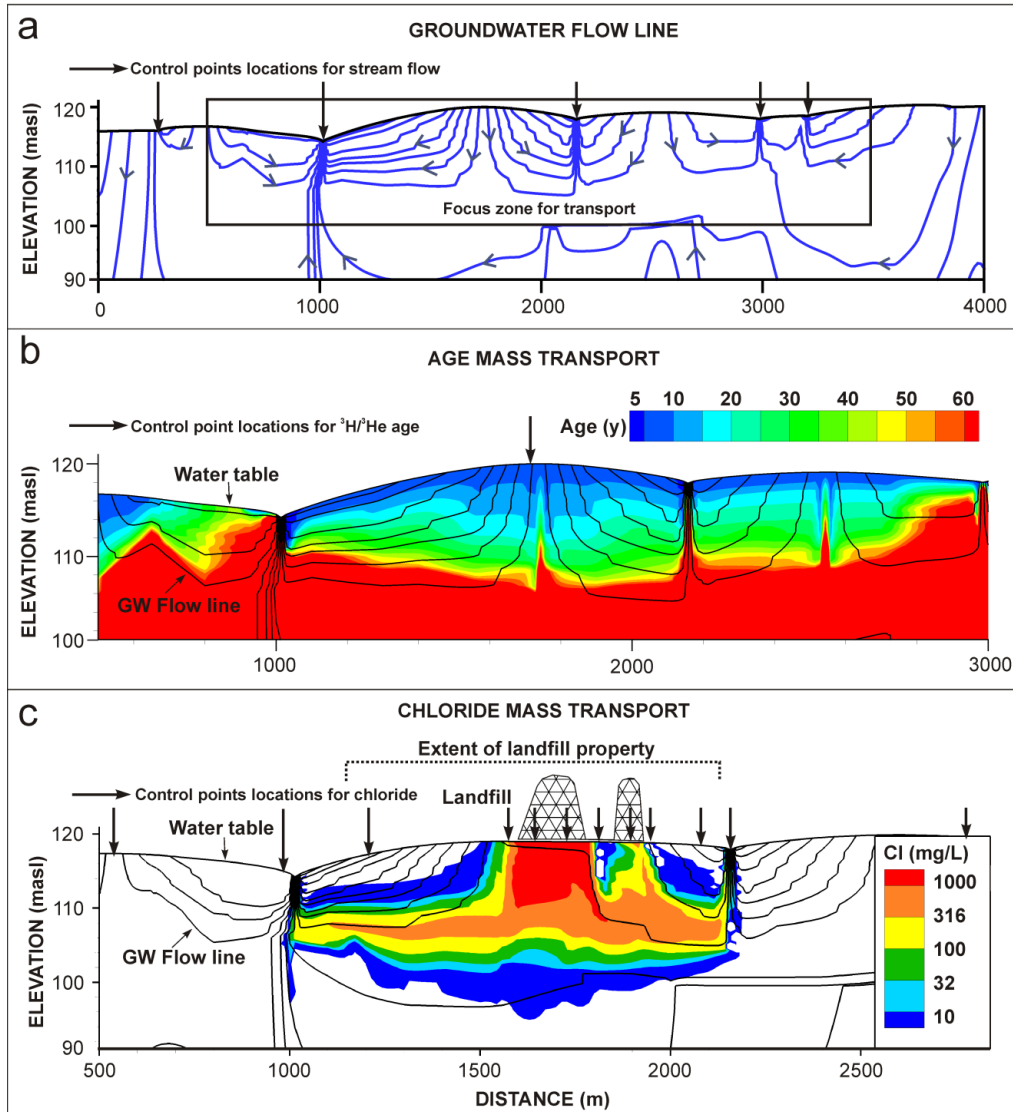 a
GROUNDWATER FLOW LINE
Control points locations for stream flow
ELEVATION (masl)
120
110
100
90
Focus zone for transport
0
1000
2000
3000
4000
b
AGE MASS TRANSPORT
5 10 20 30 40 50 60
Age (y)
Control point locations for ³H/³He age
Water table
ELEVATION (masl)
120
110
100
GW Flow line
1000
2000
3000
c
CHLORIDE MASS TRANSPORT
Extent of landfill property
Control points locations for chloride
Landfill
Water table
ELEVATION (masl)
120
110
100
90
GW Flow line
Cl (mg/L)
1000
316
100
32
10
500
1000
1500
2000
2500
DISTANCE (m)